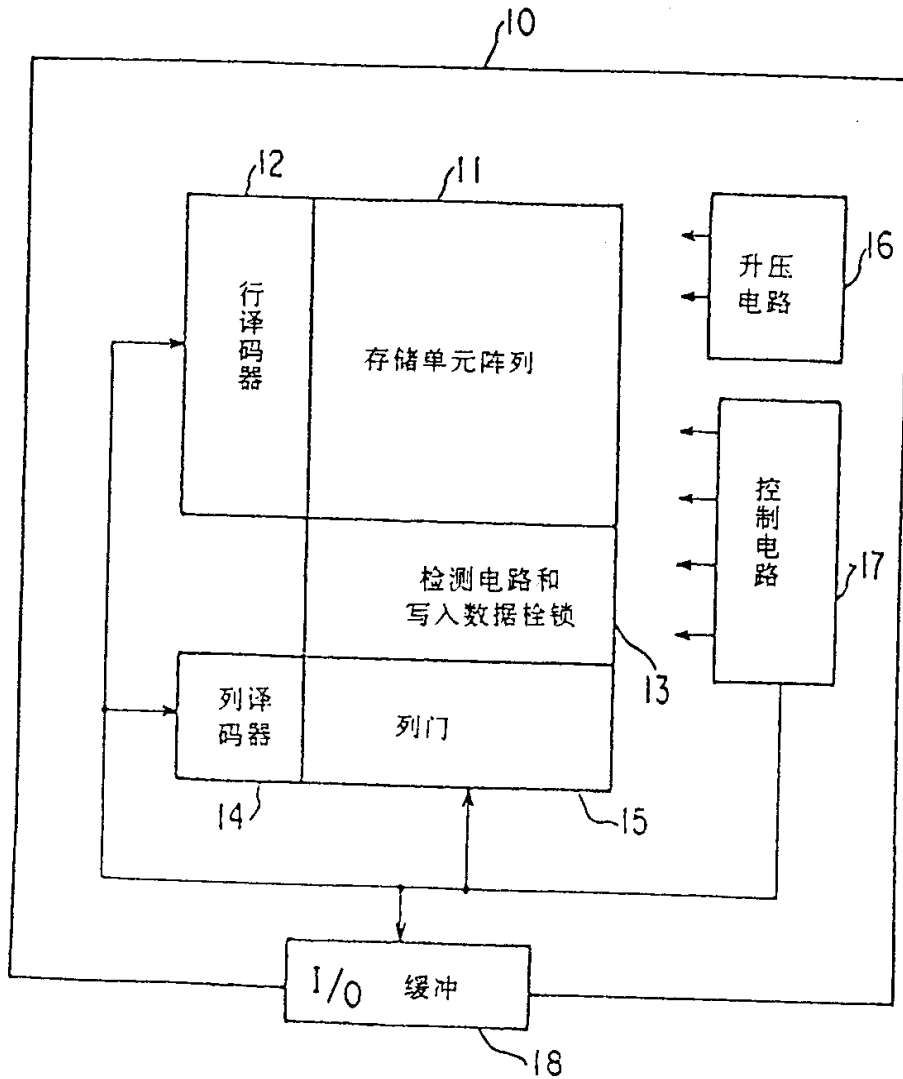 10
12
11
行译码器
存储单元阵列
升压
电路
16
控制电路
17
检测电路和
写入数据栓锁
13
列译
码器
列门
14
15
I/O 缓冲
18